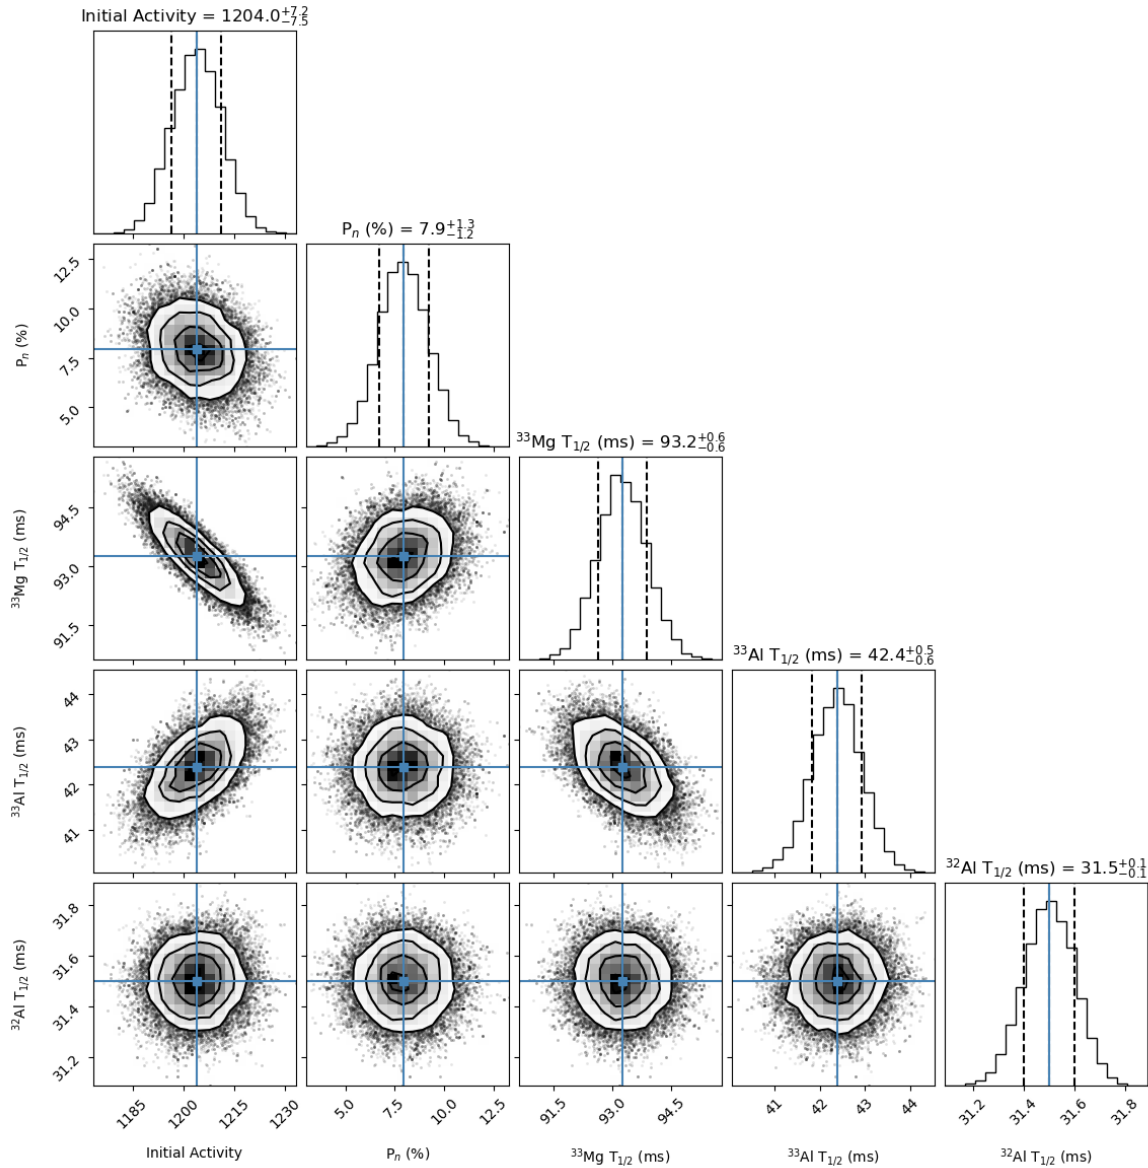 Initial Activity = 1204.0$^{+7.2}_{-7.5}$
P$_n$ (%) = 7.9$^{+1.3}_{-1.2}$
12.5
10.0
7.5
5.0
P$_n$ (%)
$^{33}$Mg T$_{1/2}$ (ms) = 93.2$^{+0.6}_{-0.6}$
94.5
93.0
91.5
$^{33}$Mg T$_{1/2}$ (ms)
$^{33}$Al T$_{1/2}$ (ms) = 42.4$^{+0.5}_{-0.6}$
44
43
42
41
$^{33}$Al T$_{1/2}$ (ms)
$^{32}$Al T$_{1/2}$ (ms) = 31.5$^{+0.1}_{-0.1}$
31.8
31.6
31.4
31.2
$^{32}$Al T$_{1/2}$ (ms)
1185 1200 1215 1230
5.0 7.5 10.0 12.5
91.5 93.0 94.5
41 42 43 44
31.2 31.4 31.6 31.8
Initial Activity
P$_n$ (%)
$^{33}$Mg T$_{1/2}$ (ms)
$^{33}$Al T$_{1/2}$ (ms)
$^{32}$Al T$_{1/2}$ (ms)